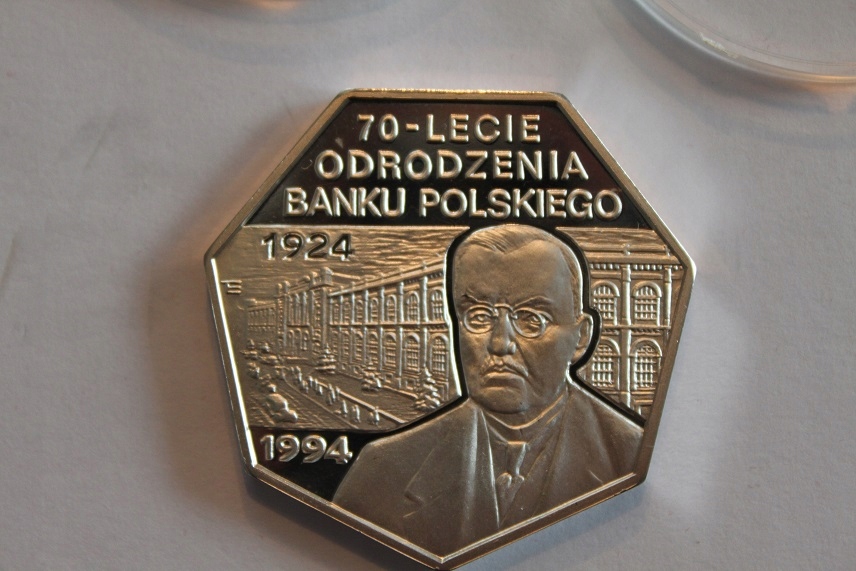 70-LECIE
ODRODZENIA
BANKU POLSKIEGO
1924
1994